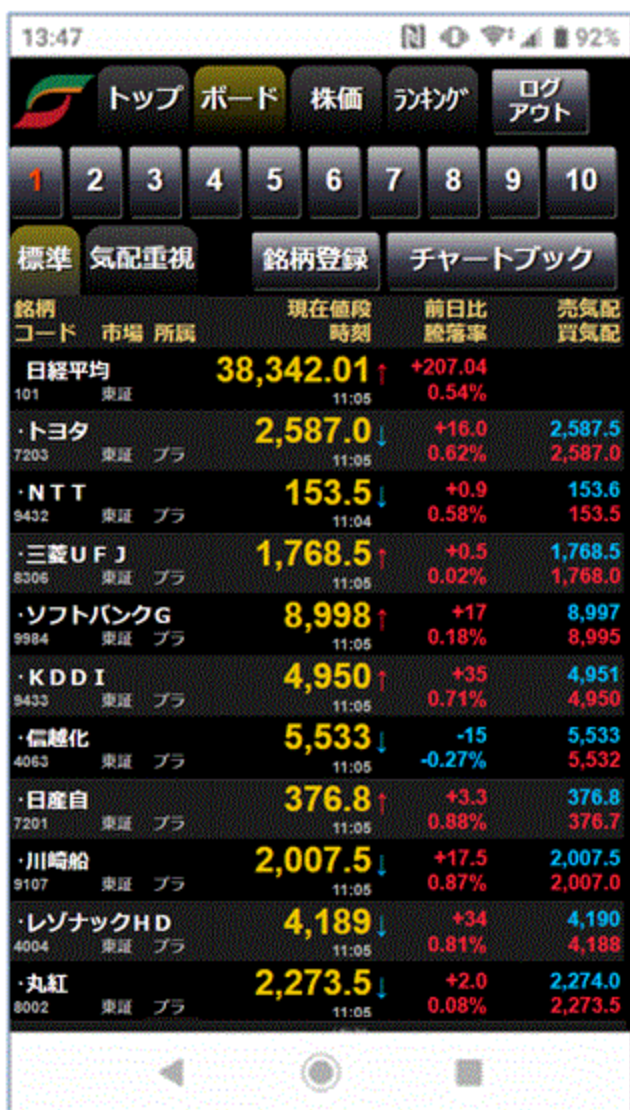 13:47 92%
トップ ボード 株価 ランキング ログアウト
1 2 3 4 5 6 7 8 9 10
標準 気配重視 銘柄登録 チャートブック
銘柄 現在値段 前日比 売気配
コード 市場 所属 時刻 騰落率 買気配
日経平均 38,342.01↑ +207.04
101 東証 11:05 0.54%
・トヨタ 2,587.0↓ +16.0 2,587.5
7203 東証 プラ 11:05 0.62% 2,587.0
・NTT 153.5↓ +0.9 153.6
9432 東証 プラ 11:04 0.58% 153.5
・三菱UFJ 1,768.5↑ +0.5 1,768.5
8306 東証 プラ 11:05 0.02% 1,768.0
・ソフトバンクG 8,998↑ +17 8,997
9984 東証 プラ 11:05 0.18% 8,995
・KDDI 4,950↑ +35 4,951
9433 東証 プラ 11:05 0.71% 4,950
・信越化 5,533↓ -15 5,533
4063 東証 プラ 11:05 -0.27% 5,532
・日産自 376.8↑ +3.3 376.8
7201 東証 プラ 11:05 0.88% 376.7
・川崎船 2,007.5↓ +17.5 2,007.5
9107 東証 プラ 11:05 0.87% 2,007.0
・レゾナックHD 4,189↓ +34 4,190
4004 東証 プラ 11:05 0.81% 4,188
・丸紅 2,273.5↓ +2.0 2,274.0
8002 東証 プラ 11:05 0.08% 2,273.5